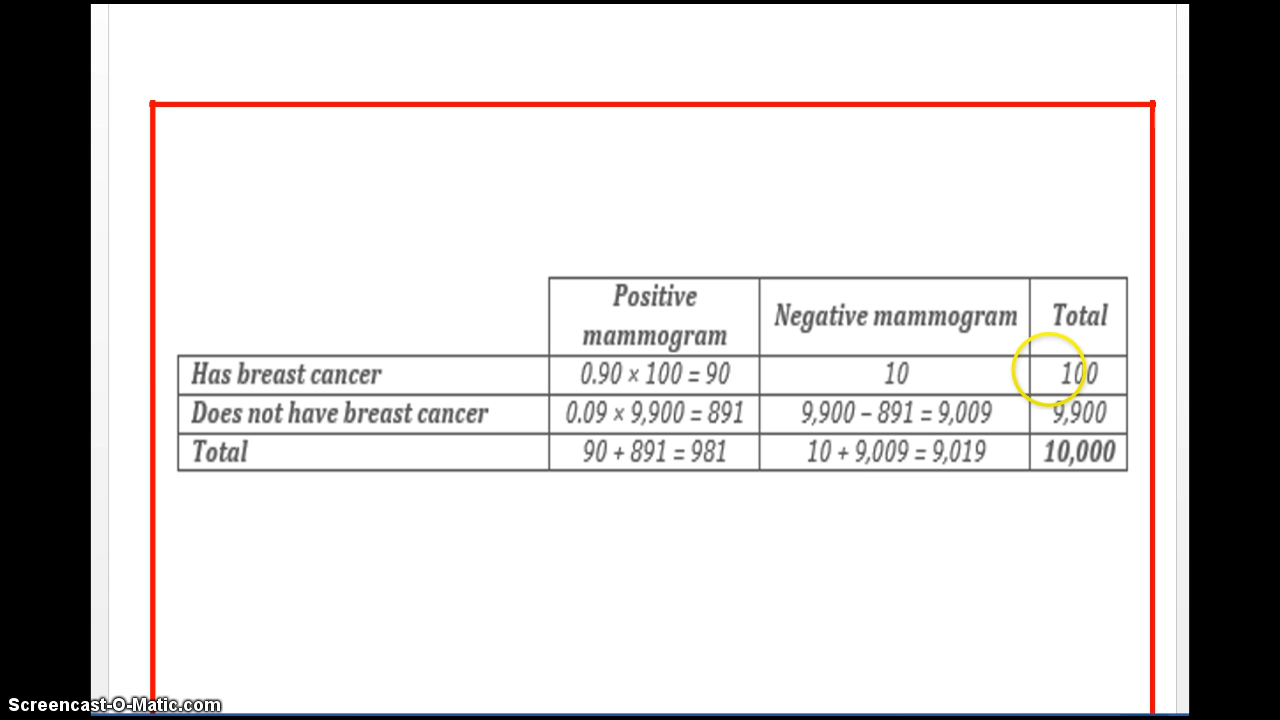 Positive
mammogram
Negative mammogram
Total
Has breast cancer
0.90 × 100 = 90
10
100
Does not have breast cancer
0.09 × 9,900 = 891
9,900 – 891 = 9,009
9,900
Total
90 + 891 = 981
10 + 9,009 = 9,019
10,000
Screencast-O-Matic.com